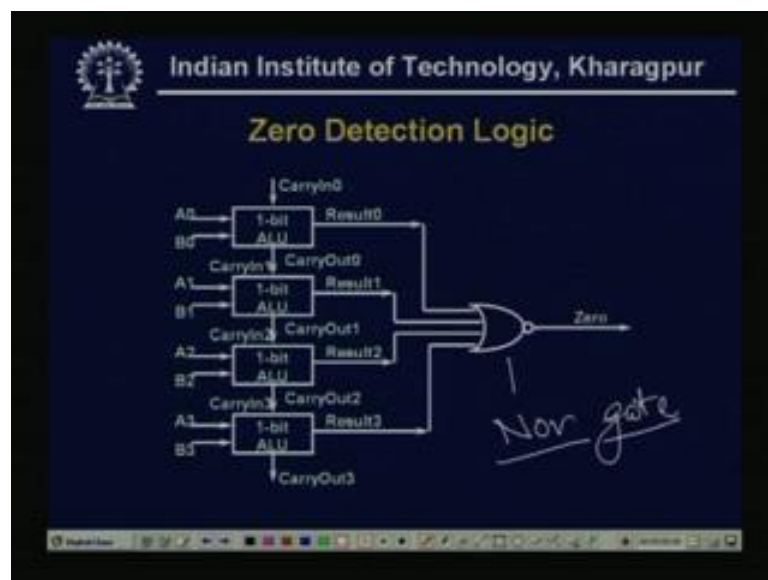 Indian Institute of Technology, Kharagpur
Zero Detection Logic
CarryIn0
A0 1-bit ALU Result0
B0
CarryIn1 CarryOut0
A1 1-bit ALU Result1
B1
CarryIn2 CarryOut1
A2 1-bit ALU Result2
B2
CarryIn3 CarryOut2
A3 1-bit ALU Result3
B3
CarryOut3
Zero
Nor gate